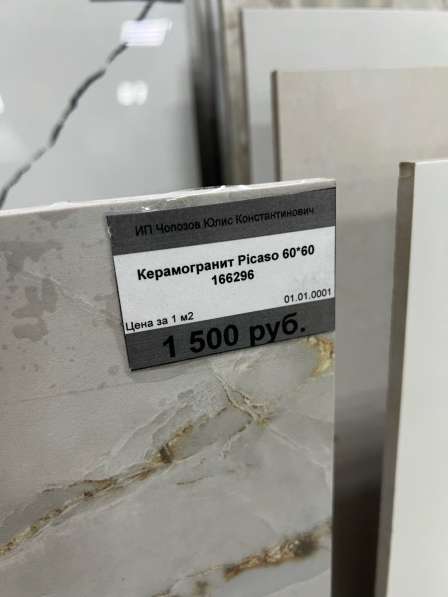 ИП Чопозов Юлис Константинович
Керамогранит Picaso 60*60
166296
01.01.0001
Цена за 1 м2
1 500 руб.